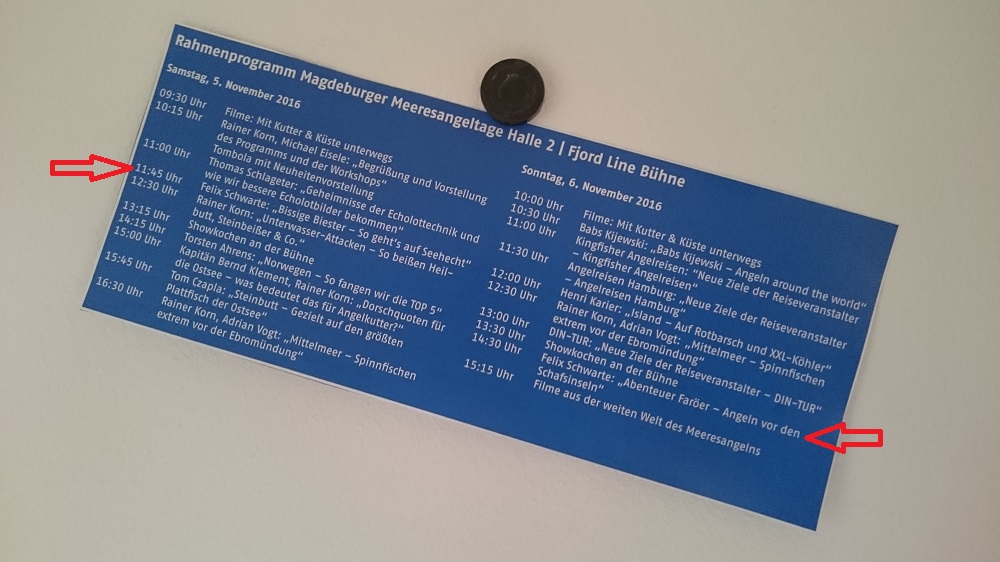 Rahmenprogramm Magdeburger Meeresangeltage Halle 2 | Fjord Line Bühne
Samstag, 5. November 2016
09:30 Uhr Filme: Mit Kutter & Küste unterwegs
10:15 Uhr Rainer Korn, Michael Eisele: „Begrüßung und Vorstellung
des Programms und der Workshops“
Tombola mit Neuheitenvorstellung
11:00 Uhr Thomas Schlageter: „Geheimnisse der Echolottechnik und
wie wir bessere Echolotbilder bekommen“
11:45 Uhr Felix Schwarte: „Bissige Biester – So geht's auf Seehecht“
12:30 Uhr Rainer Korn: „Unterwasser-Attacken – So beißen Heil-
butt, Steinbeißer & Co.“
13:15 Uhr Showkochen an der Bühne
14:15 Uhr Torsten Ahrens: „Norwegen – So fangen wir die TOP 5“
15:00 Uhr Kapitän Bernd Klement, Rainer Korn: „Dorschquoten für
die Ostsee – was bedeutet das für Angelkutter?“
15:45 Uhr Tom Czapla: „Steinbutt – Gezielt auf den größten
Plattfisch der Ostsee“
16:30 Uhr Rainer Korn, Adrian Vogt: „Mittelmeer – Spinnfischen
extrem vor der Ebromündung“
Sonntag, 6. November 2016
10:00 Uhr Filme: Mit Kutter & Küste unterwegs
10:30 Uhr Babs Kijewski: „Babs Kijewski – Angeln around the world“
11:00 Uhr Kingfisher Angelreisen: "Neue Ziele der Reiseveranstalter
– Kingfisher Angelreisen“
11:30 Uhr Angelreisen Hamburg: „Neue Ziele der Reiseveranstalter
– Angelreisen Hamburg“
12:00 Uhr Henri Karier: „Island – Auf Rotbarsch und XXL-Köhler“
12:30 Uhr Rainer Korn, Adrian Vogt: „Mittelmeer – Spinnfischen
extrem vor der Ebromündung“
13:00 Uhr DIN-TUR: „Neue Ziele der Reiseveranstalter – DIN-TUR“
13:30 Uhr Showkochen an der Bühne
14:30 Uhr Felix Schwarte: „Abenteuer Faröer – Angeln vor den
Schafsinseln“
15:15 Uhr Filme aus der weiten Welt des Meeresangelns